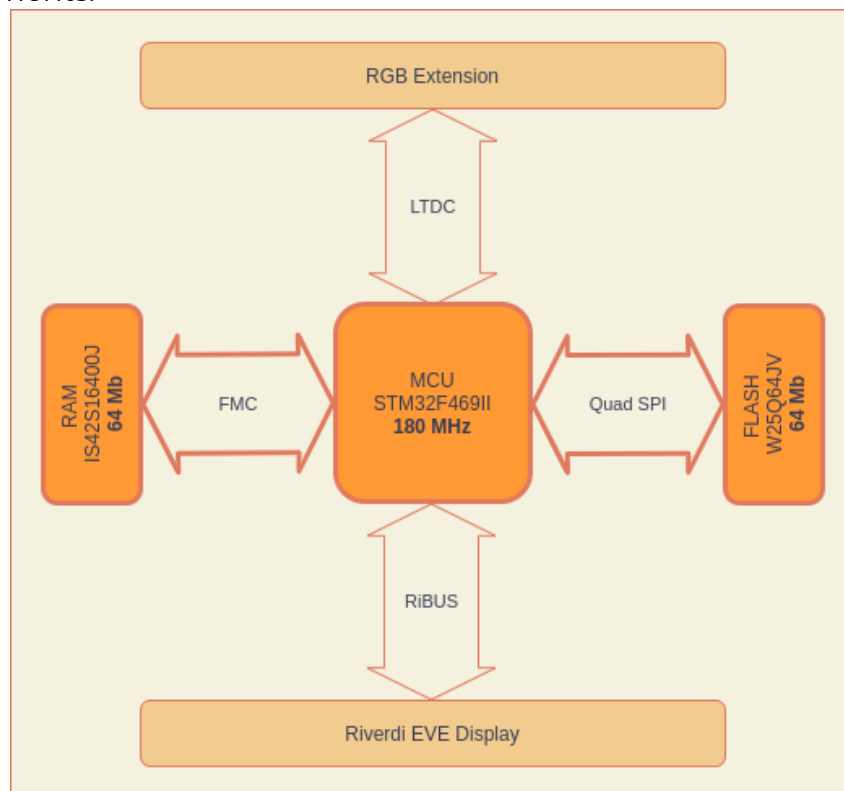 RGB Extension
LTDC
RAM
IS42S16400J
64 Mb
FMC
MCU
STM32F469II
180 MHz
Quad SPI
FLASH
W25Q64JV
64 Mb
RiBUS
Riverdi EVE Display